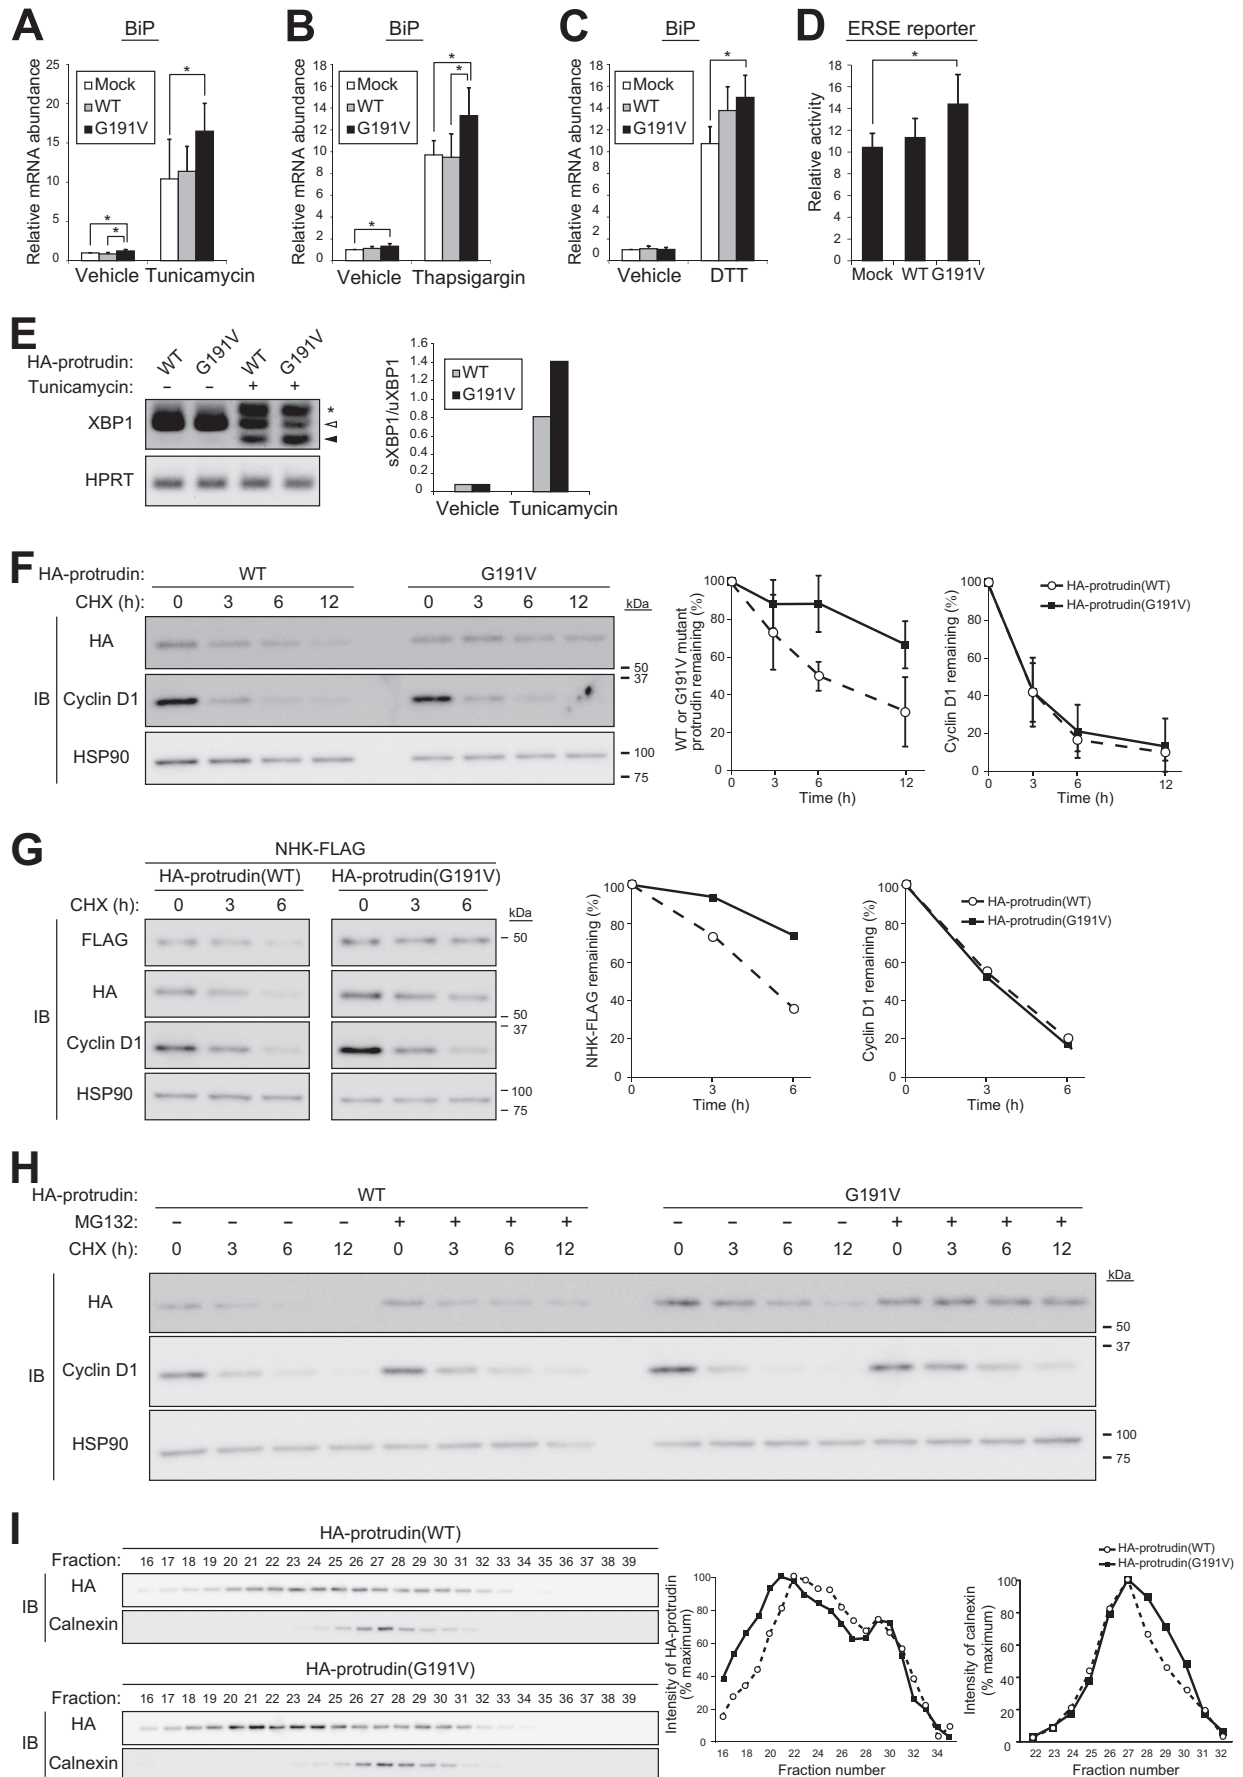 A
BiP
Relative mRNA abundance
25
20
15
10
5
0
Mock
WT
G191V
*
*
*
Vehicle Tunicamycin
B
BiP
Relative mRNA abundance
18
16
14
12
10
8
6
4
2
0
Mock
WT
G191V
*
*
*
Vehicle Thapsigargin
C
BiP
Relative mRNA abundance
18
16
14
12
10
8
6
4
2
0
Mock
WT
G191V
*
Vehicle DTT
D
ERSE reporter
Relative activity
18
16
14
12
10
8
6
4
2
0
*
Mock WT G191V
E
HA-protrudin: WT G191V WT G191V
Tunicamycin: – – + +
XBP1
*
HPRT
sXBP1/uXBP1
1.6
1.4
1.2
1.0
0.8
0.6
0.4
0.2
0
WT
G191V
Vehicle Tunicamycin
F
HA-protrudin: WT G191V
CHX (h): 0 3 6 12 0 3 6 12
kDa
IB
HA
50
37
Cyclin D1
HSP90
100
75
WT or G191V mutant
protrudin remaining (%)
100
80
60
40
20
0
0 3 6 12
Time (h)
Cyclin D1 remaining (%)
100
80
60
40
20
0
HA-protrudin(WT)
HA-protrudin(G191V)
0 3 6 12
Time (h)
G
NHK-FLAG
HA-protrudin(WT) HA-protrudin(G191V)
CHX (h): 0 3 6 0 3 6
kDa
IB
FLAG
50
HA
50
37
Cyclin D1
HSP90
100
75
NHK-FLAG remaining (%)
100
80
60
40
20
0
0 3 6
Time (h)
Cyclin D1 remaining (%)
100
80
60
40
20
0
HA-protrudin(WT)
HA-protrudin(G191V)
0 3 6
Time (h)
H
HA-protrudin: WT G191V
MG132: – – – – + + + + – – – – + + + +
CHX (h): 0 3 6 12 0 3 6 12 0 3 6 12 0 3 6 12
kDa
IB
HA
50
37
Cyclin D1
HSP90
100
75
I
HA-protrudin(WT)
Fraction: 16 17 18 19 20 21 22 23 24 25 26 27 28 29 30 31 32 33 34 35 36 37 38 39
IB
HA
Calnexin
HA-protrudin(G191V)
Fraction: 16 17 18 19 20 21 22 23 24 25 26 27 28 29 30 31 32 33 34 35 36 37 38 39
IB
HA
Calnexin
Intensity of HA-protrudin
(% maximum)
100
80
60
40
20
0
16 18 20 22 24 26 28 30 32 34
Fraction number
HA-protrudin(WT)
HA-protrudin(G191V)
Intensity of calnexin
(% maximum)
100
80
60
40
20
0
22 23 24 25 26 27 28 29 30 31 32
Fraction number